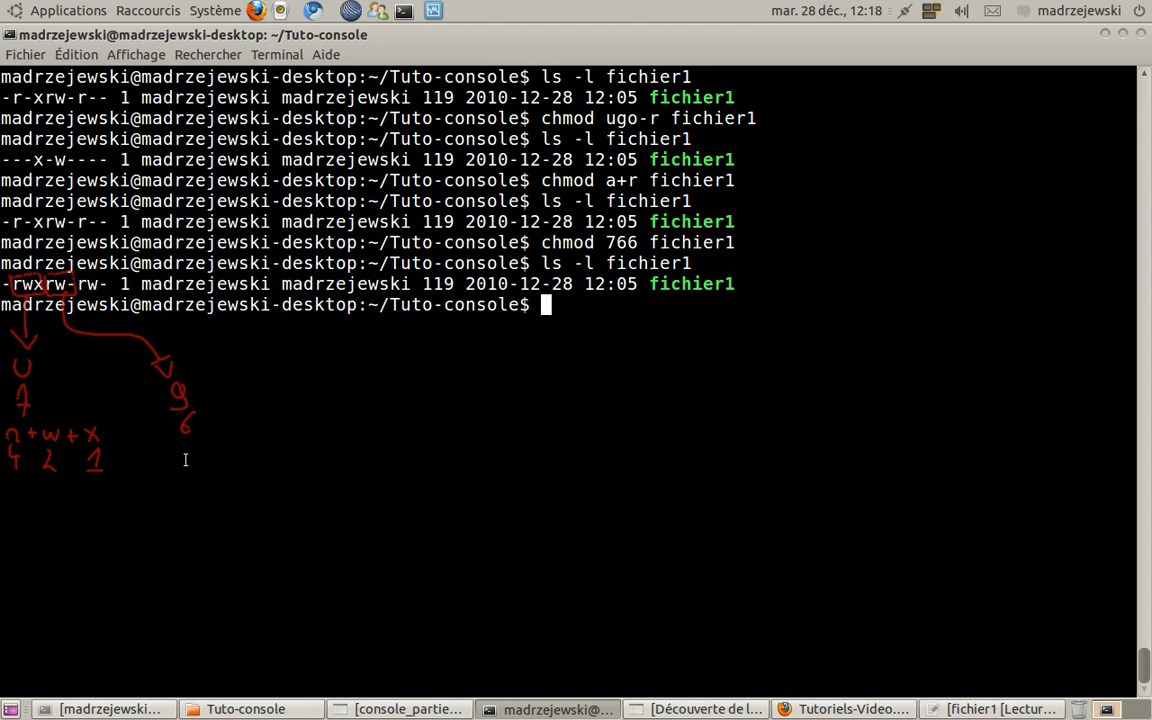 Applications Raccourcis Système mar. 28 déc., 12:18 madrzejewski
madrzejewski@madrzejewski-desktop: ~/Tuto-console
Fichier Édition Affichage Rechercher Terminal Aide
madrzejewski@madrzejewski-desktop:~/Tuto-console$ ls -l fichier1
-r-xrw-r-- 1 madrzejewski madrzejewski 119 2010-12-28 12:05 fichier1
madrzejewski@madrzejewski-desktop:~/Tuto-console$ chmod ugo-r fichier1
madrzejewski@madrzejewski-desktop:~/Tuto-console$ ls -l fichier1
---x-w---- 1 madrzejewski madrzejewski 119 2010-12-28 12:05 fichier1
madrzejewski@madrzejewski-desktop:~/Tuto-console$ chmod a+r fichier1
madrzejewski@madrzejewski-desktop:~/Tuto-console$ ls -l fichier1
-r-xrw-r-- 1 madrzejewski madrzejewski 119 2010-12-28 12:05 fichier1
madrzejewski@madrzejewski-desktop:~/Tuto-console$ chmod 766 fichier1
madrzejewski@madrzejewski-desktop:~/Tuto-console$ ls -l fichier1
-rwxrw-rw- 1 madrzejewski madrzejewski 119 2010-12-28 12:05 fichier1
madrzejewski@madrzejewski-desktop:~/Tuto-console$
U
g
7
6
r+w+x
4 2 1
[madrzejewski@... Tuto-console [console_partie... madrzejewski@... [Découverte de l... Tutoriels-Video.... [fichier1 [Lectur...